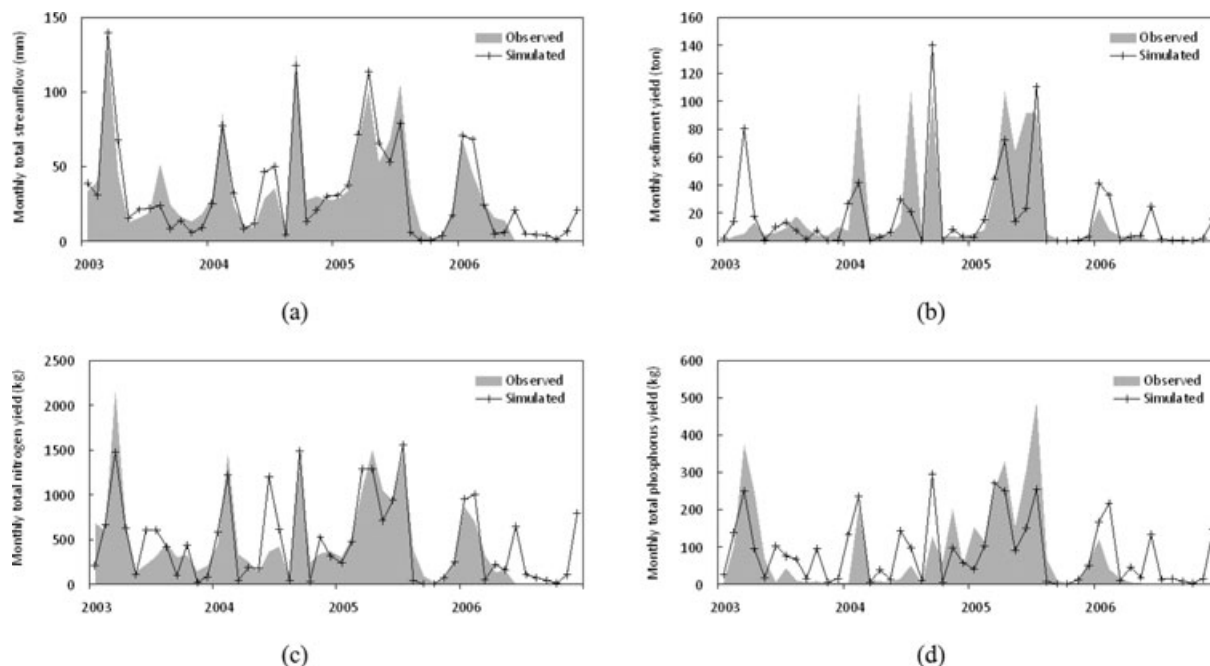 Monthly total streamflow (mm)
150
100
50
0
2003
2004
2005
2006
Observed
Simulated
(a)
Monthly sediment yield (ton)
160
140
120
100
80
60
40
20
0
2003
2004
2005
2006
Observed
Simulated
(b)
Monthly total nitrogen yield (kg)
2500
2000
1500
1000
500
0
2003
2004
2005
2006
Observed
Simulated
(c)
Monthly total phosphorus yield (kg)
600
500
400
300
200
100
0
2003
2004
2005
2006
Observed
Simulated
(d)